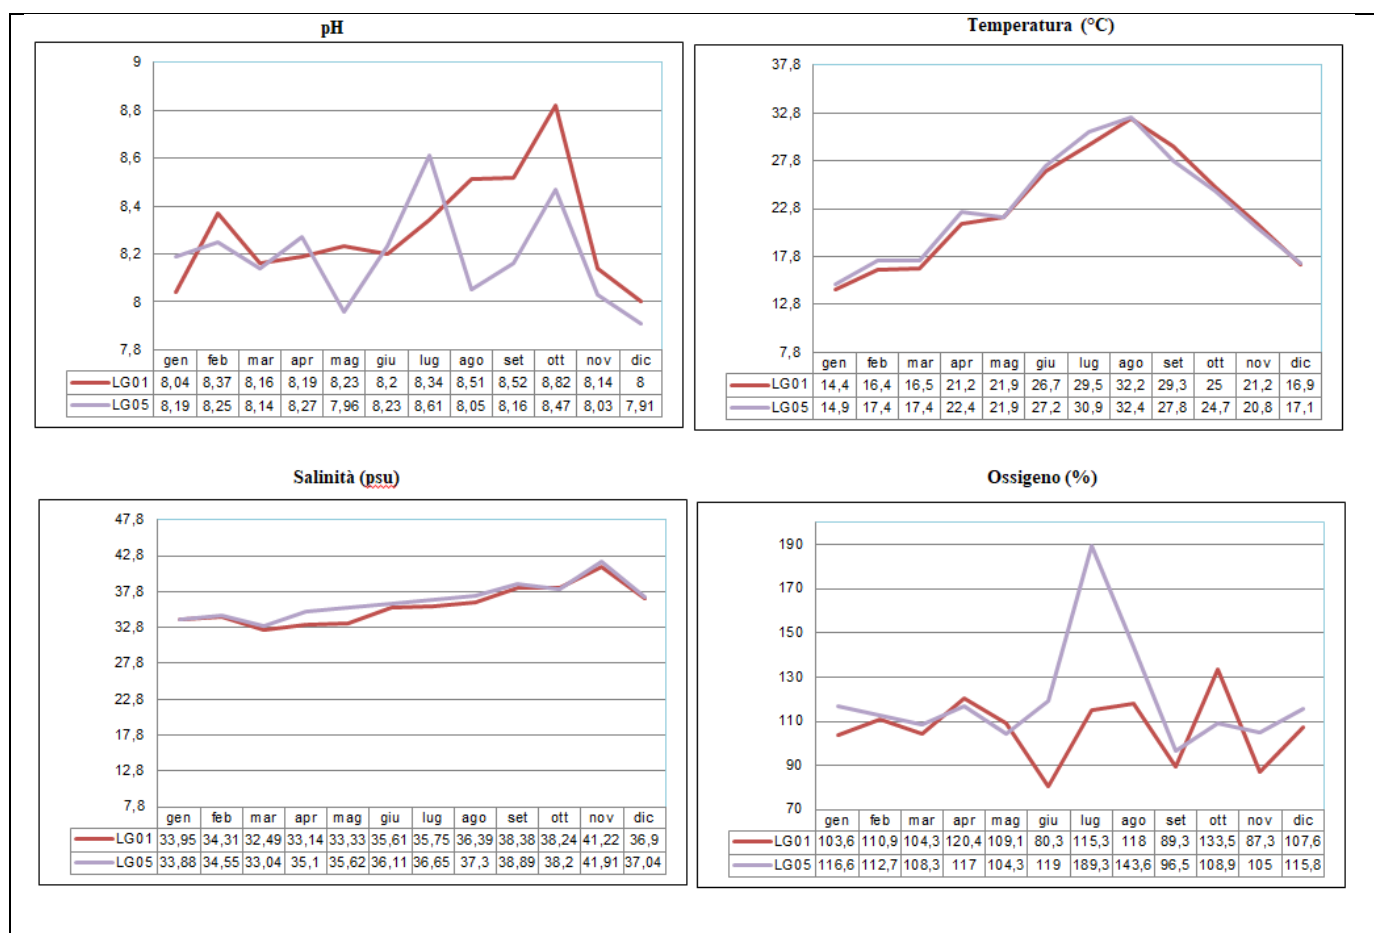 pH
9
8,8
8,6
8,4
8,2
8
7,8
gen feb mar apr mag giu lug ago set ott nov dic
LG01 8,04 8,37 8,16 8,19 8,23 8,2 8,34 8,51 8,52 8,82 8,14 8
LG05 8,19 8,25 8,14 8,27 7,96 8,23 8,61 8,05 8,16 8,47 8,03 7,91
Temperatura (°C)
37,8
32,8
27,8
22,8
17,8
12,8
7,8
gen feb mar apr mag giu lug ago set ott nov dic
LG01 14,4 16,4 16,5 21,2 21,9 26,7 29,5 32,2 29,3 25 21,2 16,9
LG05 14,9 17,4 17,4 22,4 21,9 27,2 30,9 32,4 27,8 24,7 20,8 17,1
Salinità (psu)
47,8
42,8
37,8
32,8
27,8
22,8
17,8
12,8
7,8
gen feb mar apr mag giu lug ago set ott nov dic
LG01 33,95 34,31 32,49 33,14 33,33 35,61 35,75 36,39 38,38 38,24 41,22 36,9
LG05 33,88 34,55 33,04 35,1 35,62 36,11 36,65 37,3 38,89 38,2 41,91 37,04
Ossigeno (%)
190
170
150
130
110
90
70
gen feb mar apr mag giu lug ago set ott nov dic
LG01 103,6 110,9 104,3 120,4 109,1 80,3 115,3 118 89,3 133,5 87,3 107,6
LG05 116,6 112,7 108,3 117 104,3 119 189,3 143,6 96,5 108,9 105 115,8